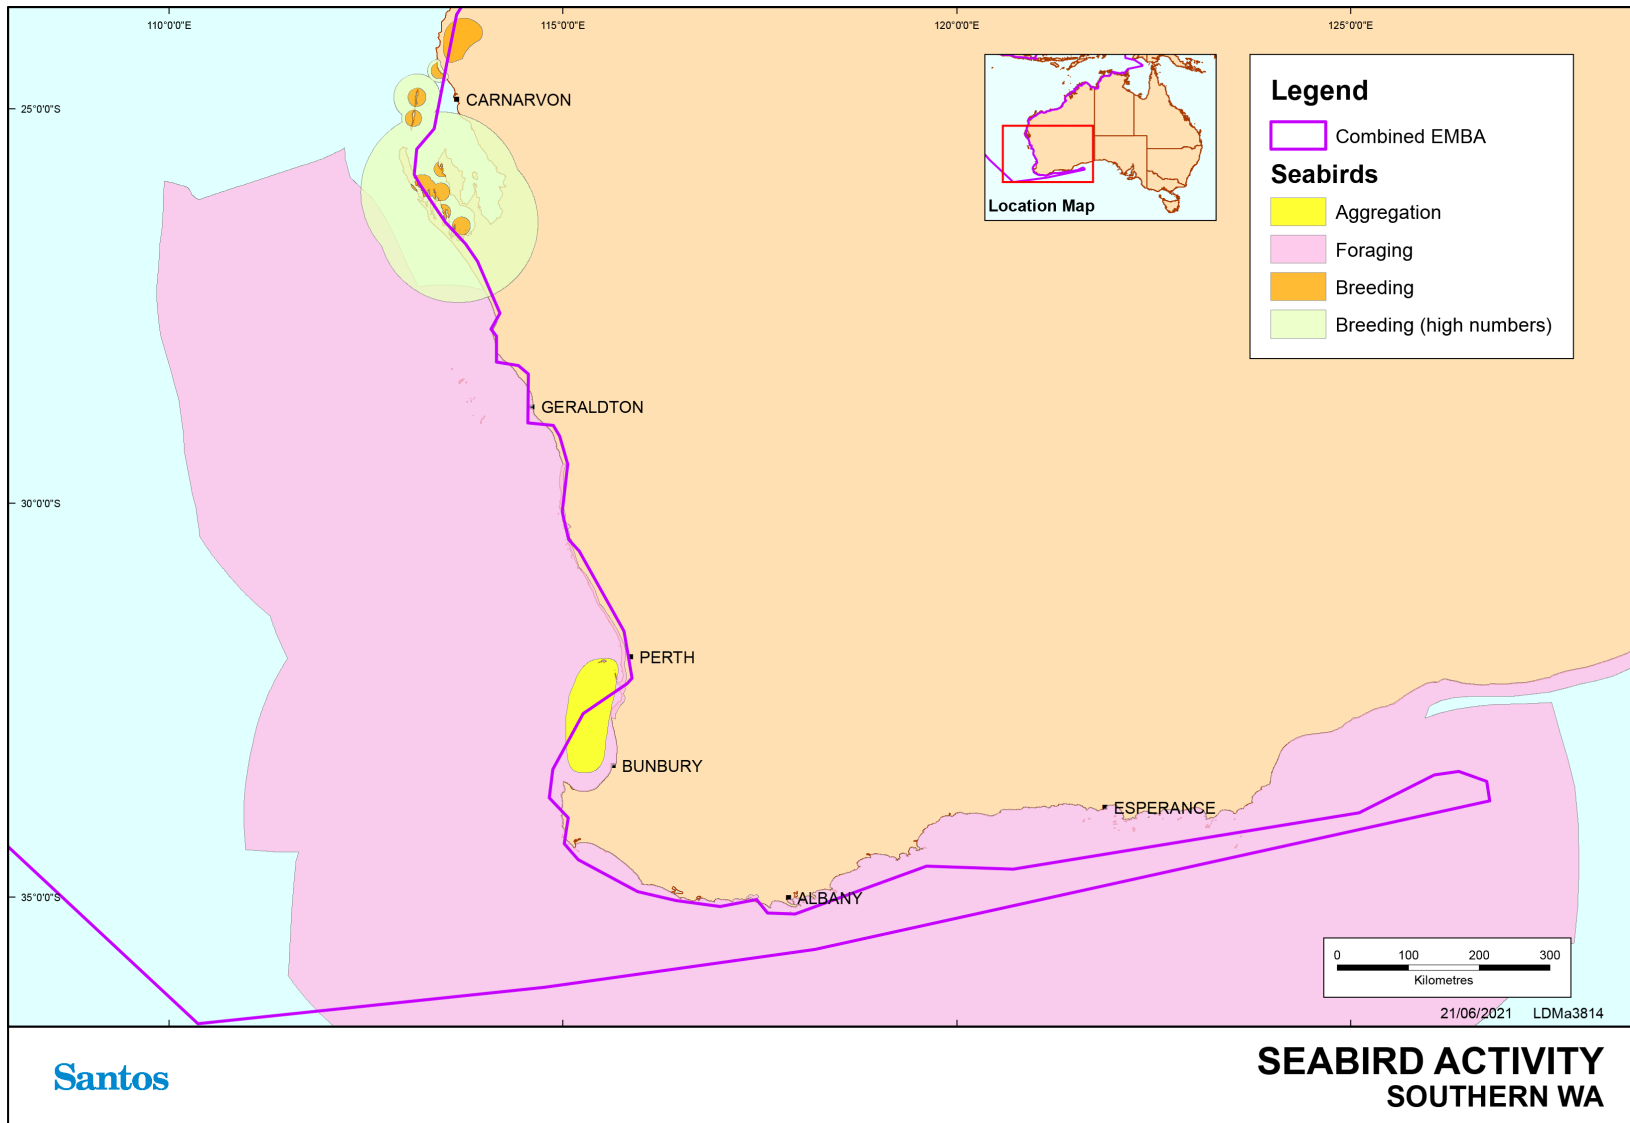 110°0'0"E
115°0'0"E
120°0'0"E
125°0'0"E
25°0'0"S
30°0'0"S
35°0'0"S
CARNARVON
GERALDTON
PERTH
BUNBURY
ALBANY
ESPERANCE
Location Map
Legend
Combined EMBA
Seabirds
Aggregation
Foraging
Breeding
Breeding (high numbers)
0 100 200 300
Kilometres
21/06/2021 LDMa3814
Santos
SEABIRD ACTIVITY
SOUTHERN WA